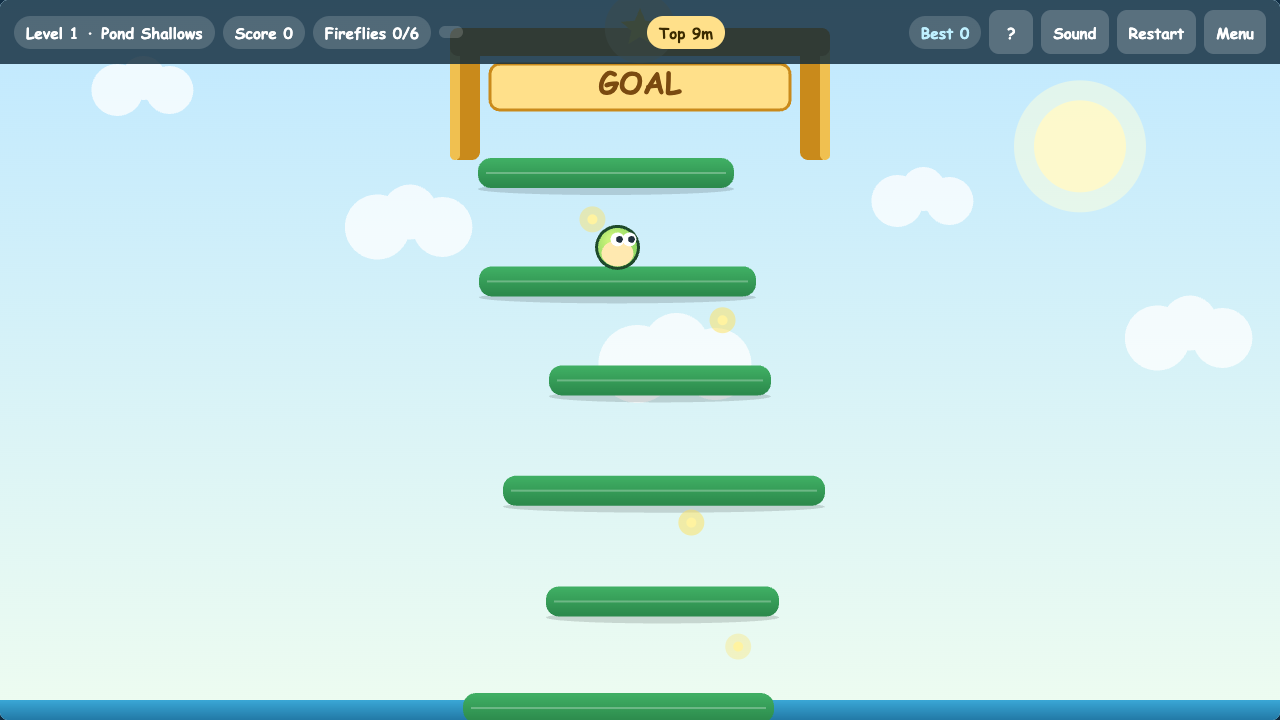 Level 1 · Pond Shallows
Score 0
Fireflies 0/6
Top 9m
Best 0
?
Sound
Restart
Menu
GOAL